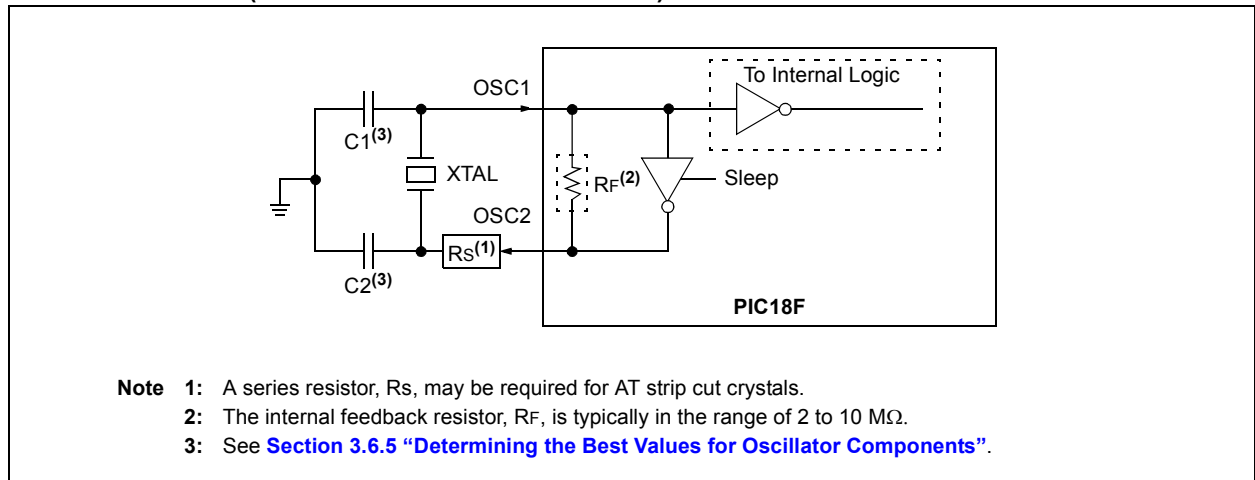 To Internal Logic
OSC1
C1(3)
XTAL
RF(2)
Sleep
OSC2
RS(1)
C2(3)
PIC18F
Note 1: A series resistor, Rs, may be required for AT strip cut crystals.
2: The internal feedback resistor, RF, is typically in the range of 2 to 10 MΩ.
3: See Section 3.6.5 “Determining the Best Values for Oscillator Components”.